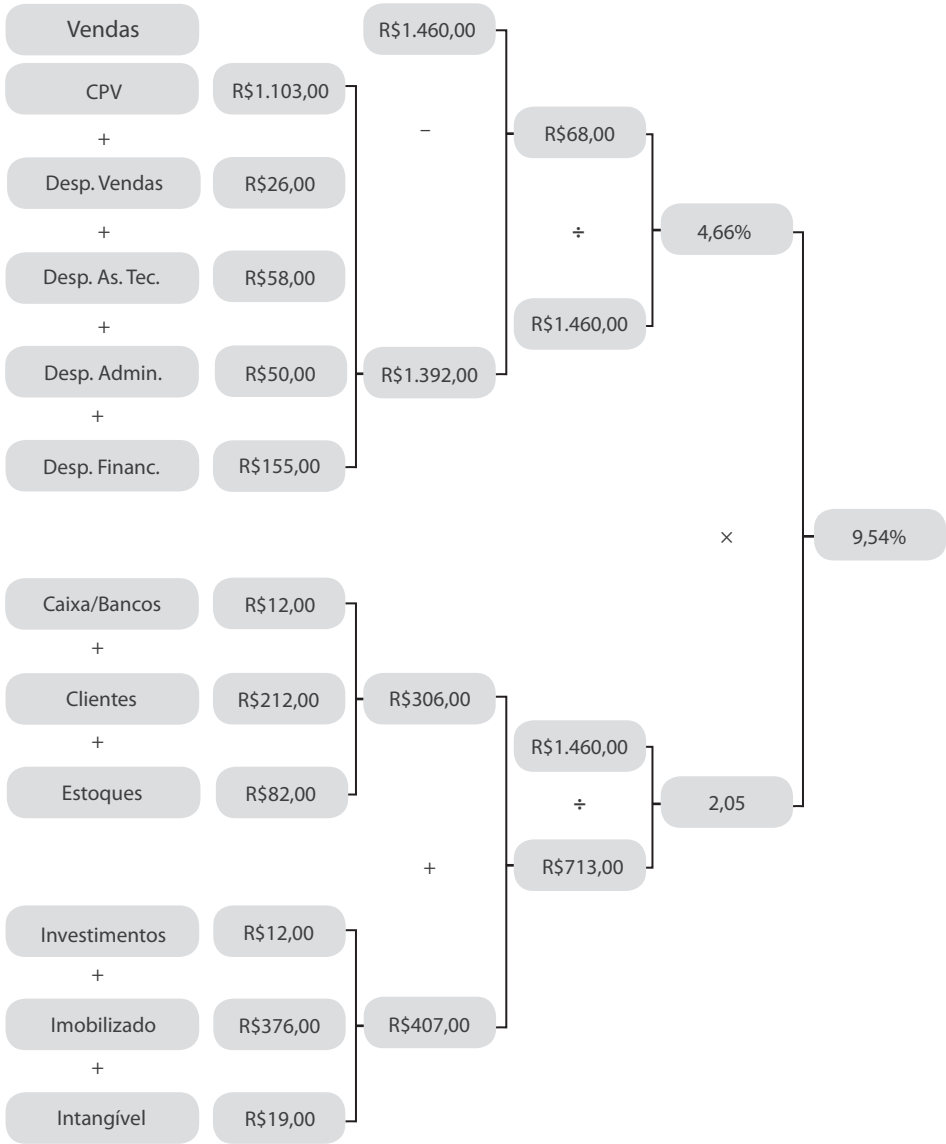 Vendas R$1.460,00
CPV R$1.103,00
+ –
R$68,00
Desp. Vendas R$26,00
+ ÷ 4,66%
Desp. As. Tec. R$58,00
+ R$1.460,00
Desp. Admin. R$50,00 R$1.392,00
+
Desp. Financ. R$155,00
× 9,54%
Caixa/Bancos R$12,00
+
Clientes R$212,00 R$306,00
+ R$1.460,00
Estoques R$82,00 ÷ 2,05
+ R$713,00
Investimentos R$12,00
+
Imobilizado R$376,00 R$407,00
+
Intangível R$19,00